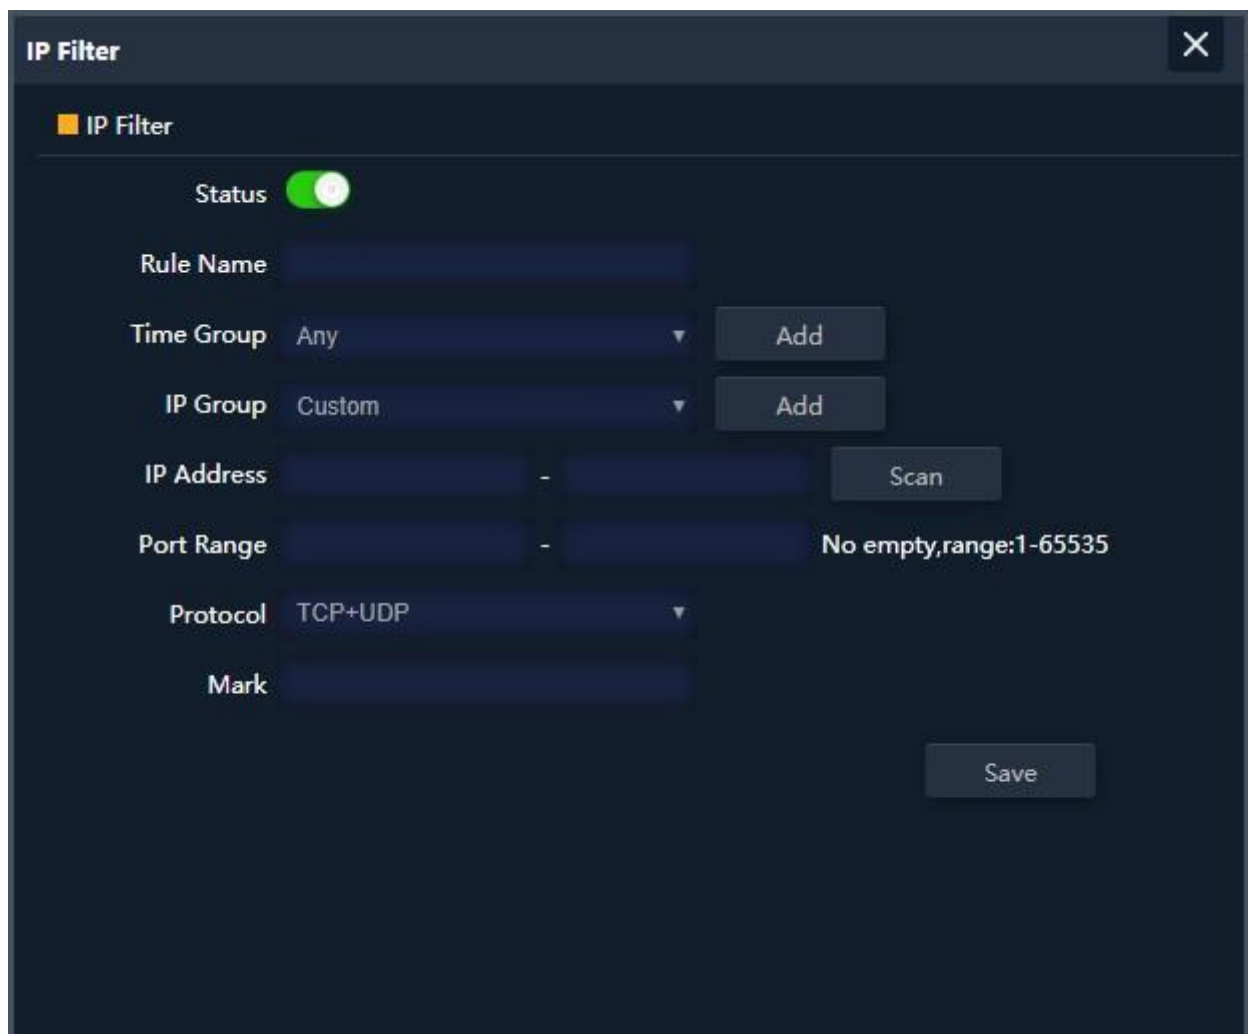 IP Filter
IP Filter
Status
Rule Name
Time Group Any Add
IP Group Custom Add
IP Address - Scan
Port Range - No empty,range:1-65535
Protocol TCP+UDP
Mark
Save